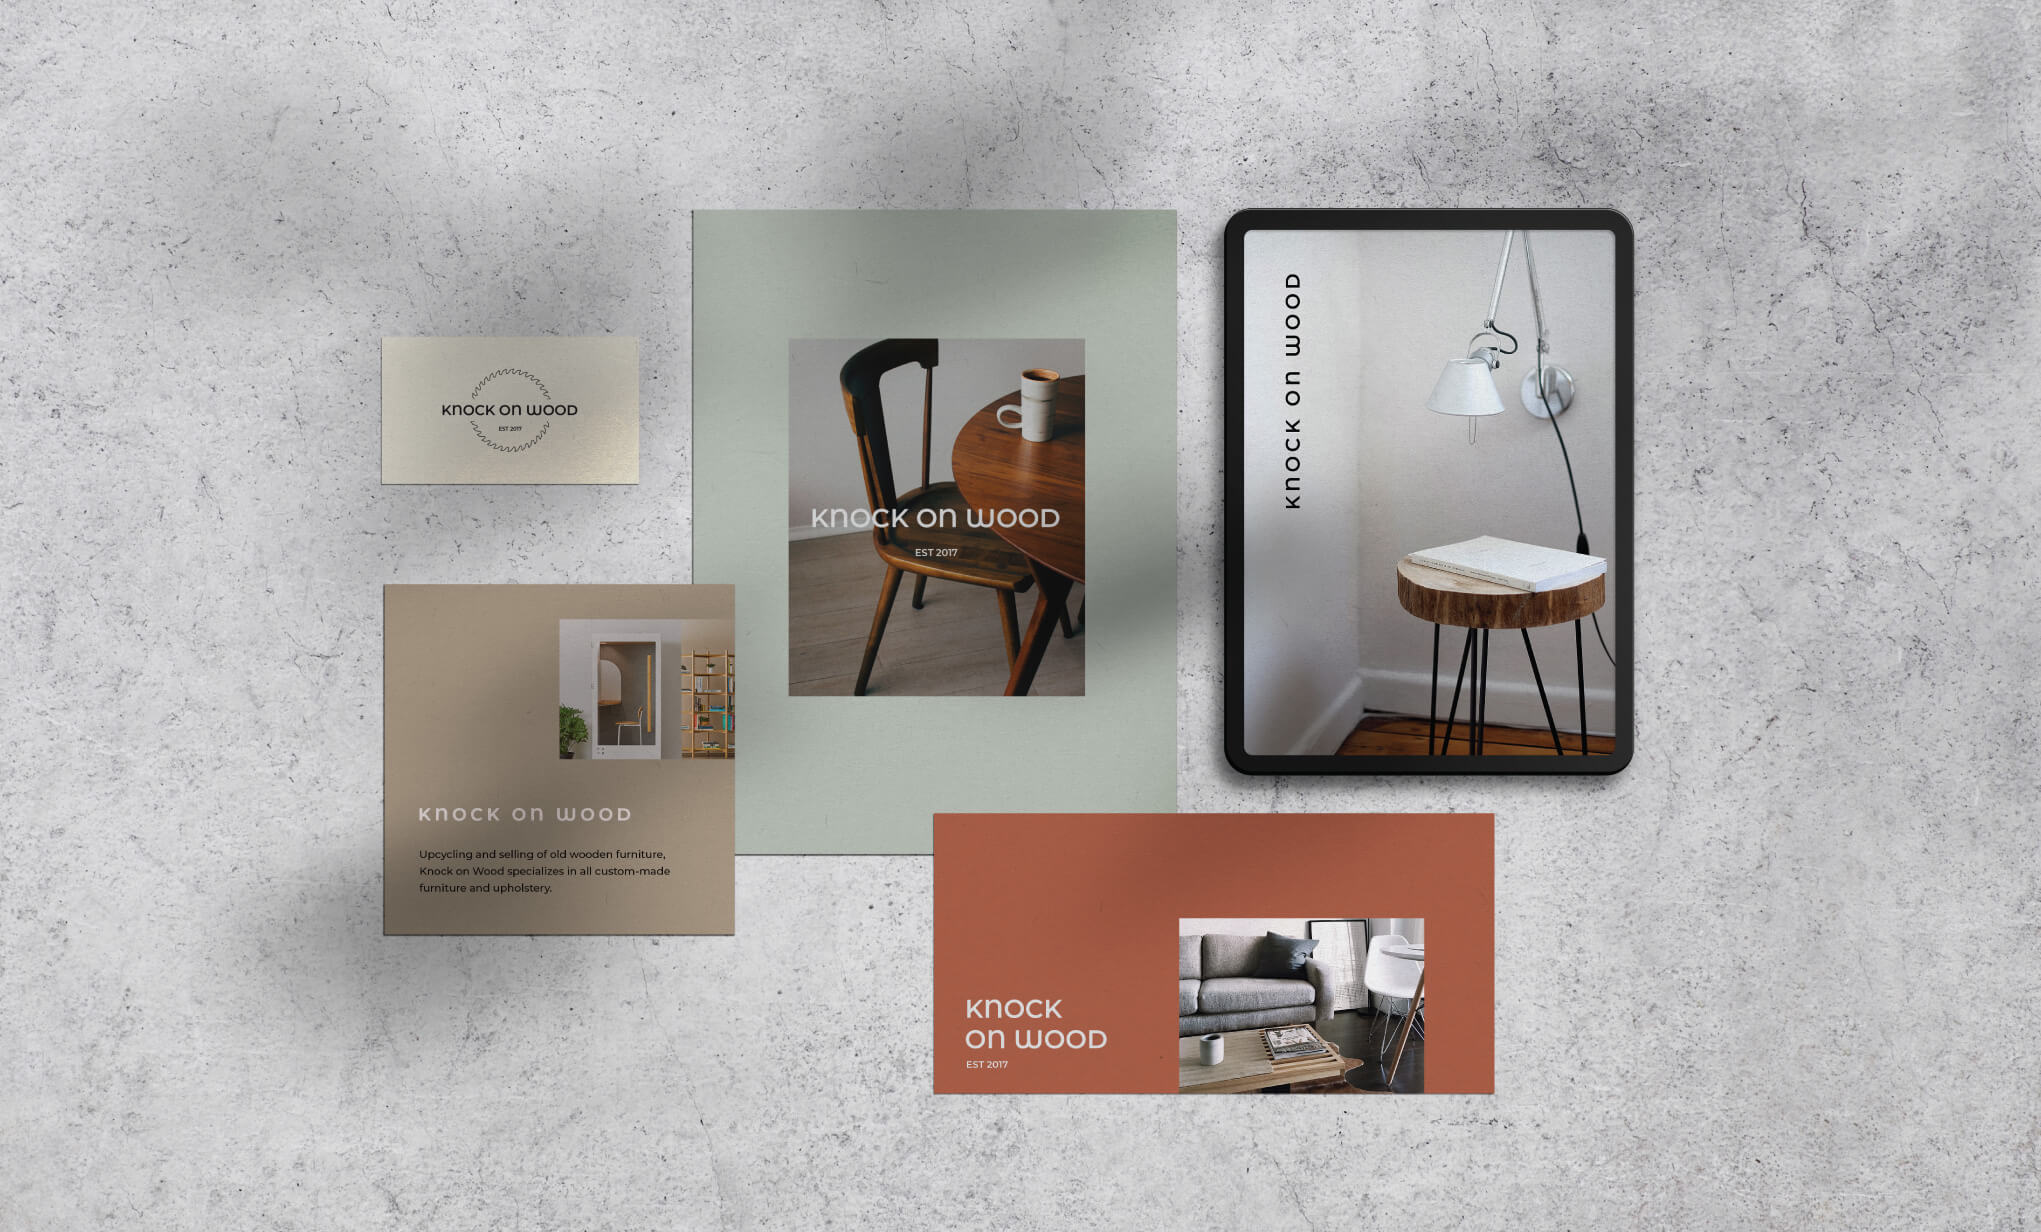 KNOCK ON WOOD
EST 2017
KNOCK ON WOOD
EST 2017
KNOCK ON WOOD
KNOCK ON WOOD
Upcycling and selling of old wooden furniture,
Knock on Wood specializes in all custom-made
furniture and upholstery.
KNOCK
ON WOOD
EST 2017